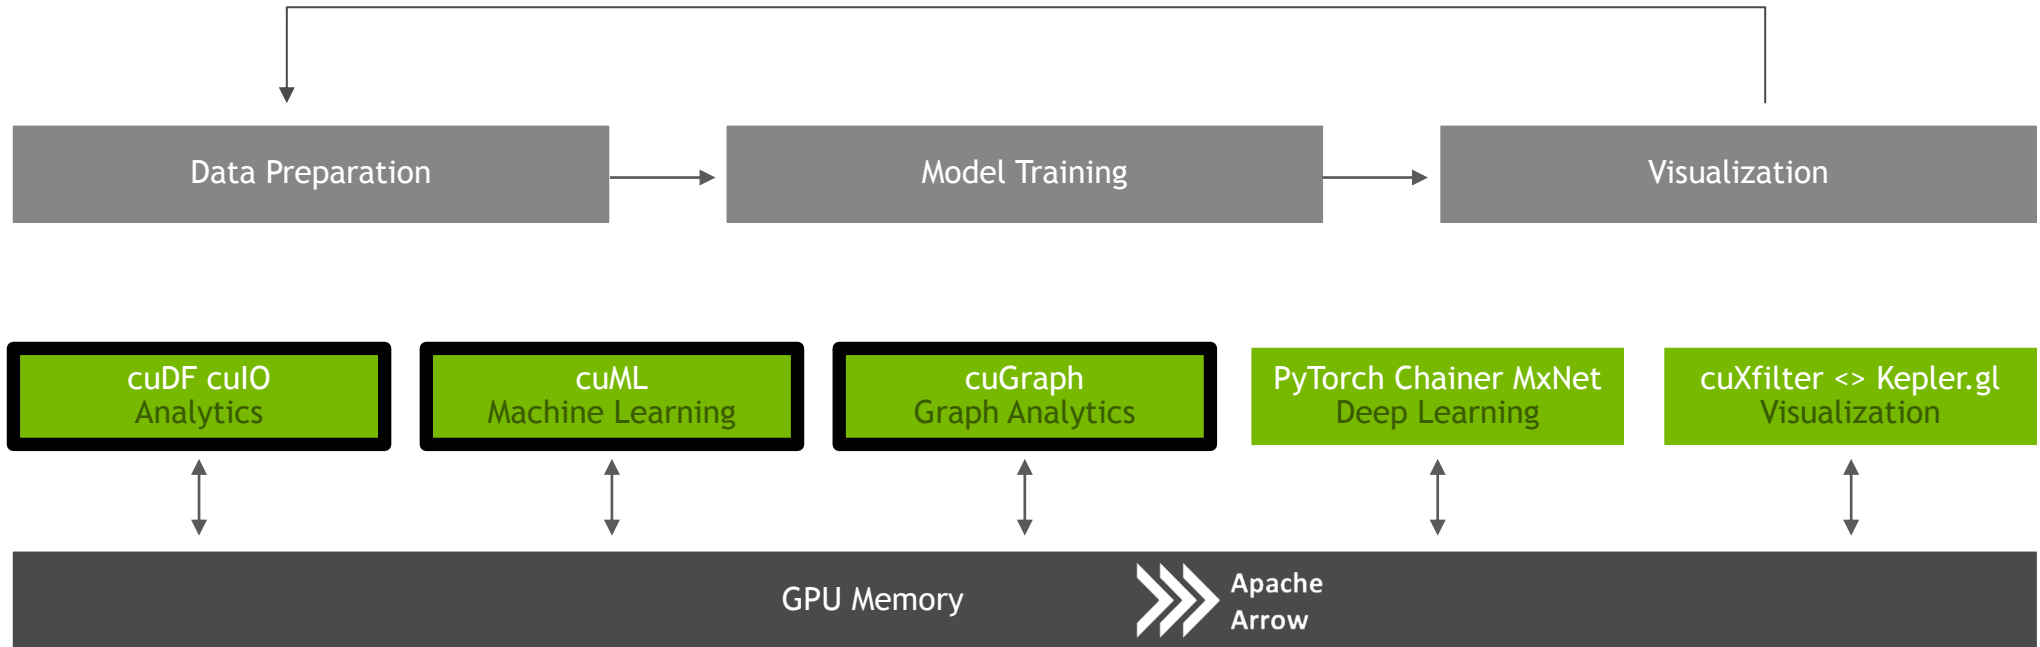 Data Preparation
Model Training
Visualization
cuDF cuIO
Analytics
cuML
Machine Learning
cuGraph
Graph Analytics
PyTorch Chainer MxNet
Deep Learning
cuXfilter <> Kepler.gl
Visualization
GPU Memory
Apache
Arrow